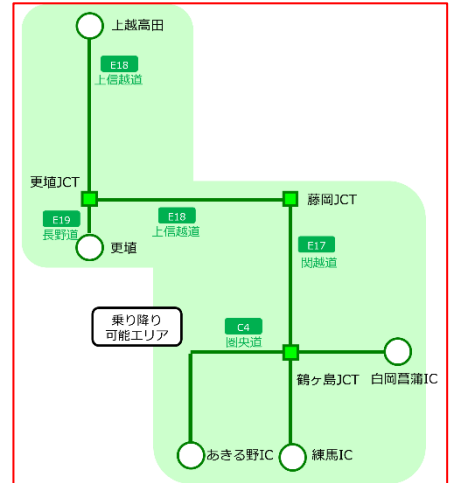 上越高田
E18
上信越道
更埴JCT
藤岡JCT
E19
長野道
E18
上信越道
E17
関越道
更埴
乗り降り
可能エリア
C4
圏央道
鶴ヶ島JCT
白岡菖蒲IC
あきる野IC
練馬IC